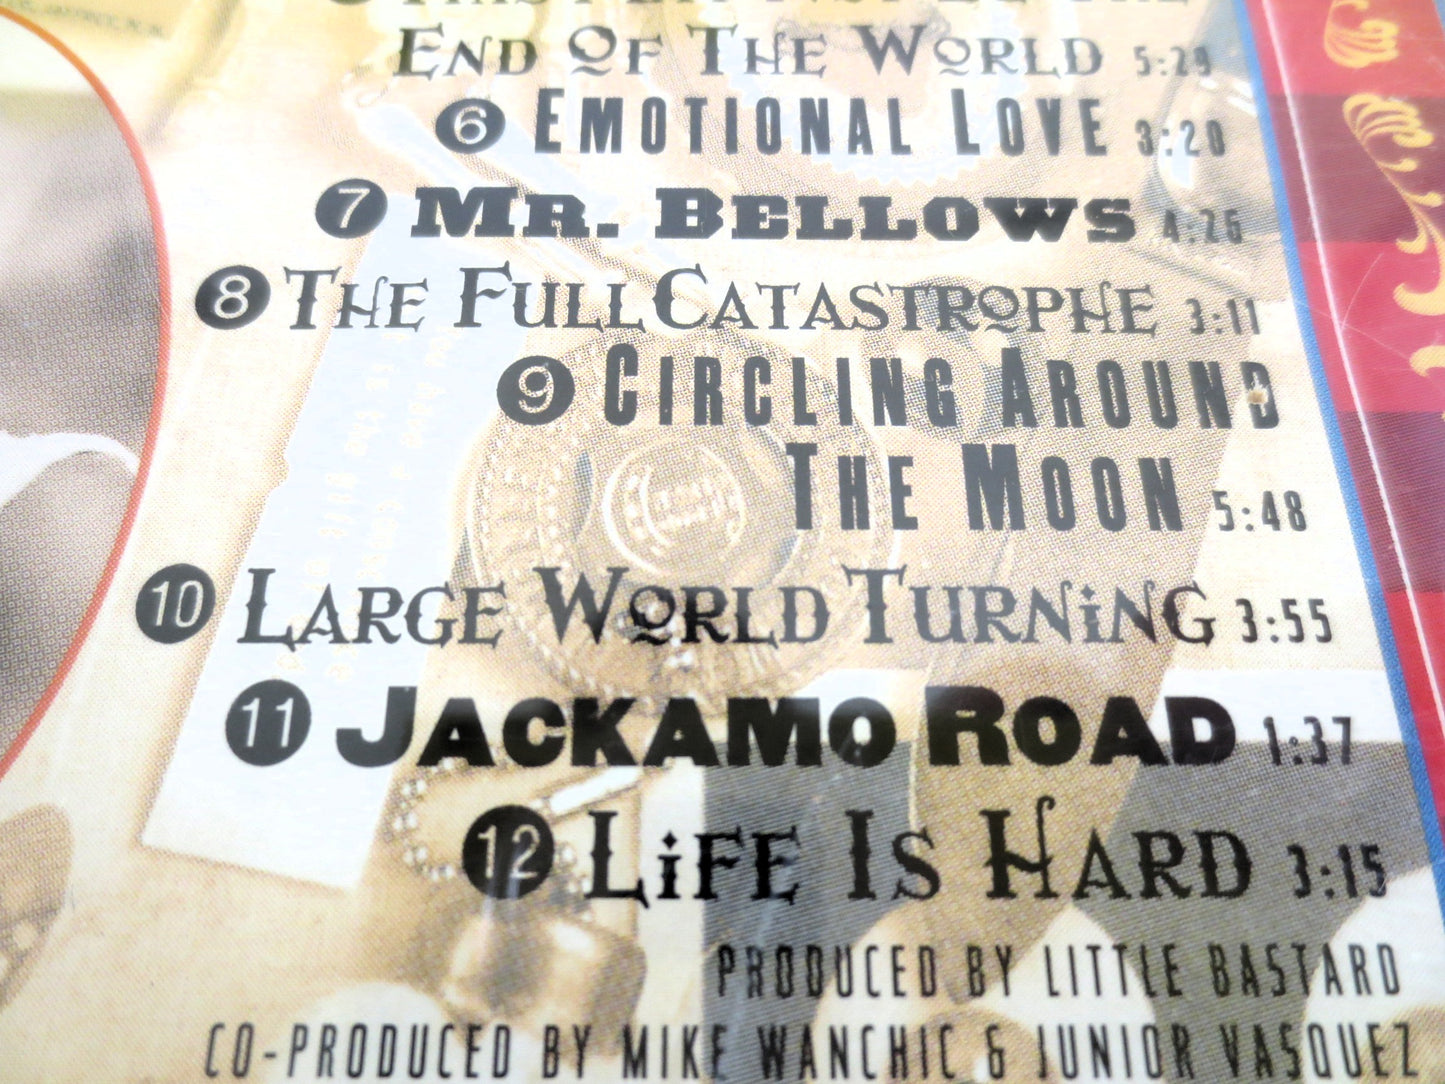 END OF THE WORLD 5:29
6 EMOTIONAL LOVE 3:20
7 MR. BELLOWS 4:25
8 THE FULL CATASTROPHE 3:11
9 CIRCLING AROUND
THE MOON 5:48
10 LARGE WORLD TURNiNG 3:55
11 JACKAMO ROAD 1:37
12 LiFE IS HARD 3:15
PRODUCED BY LITTLE BASTARD
CO-PRODUCED BY MIKE WANCHIC & JUNIOR VASQUEZ